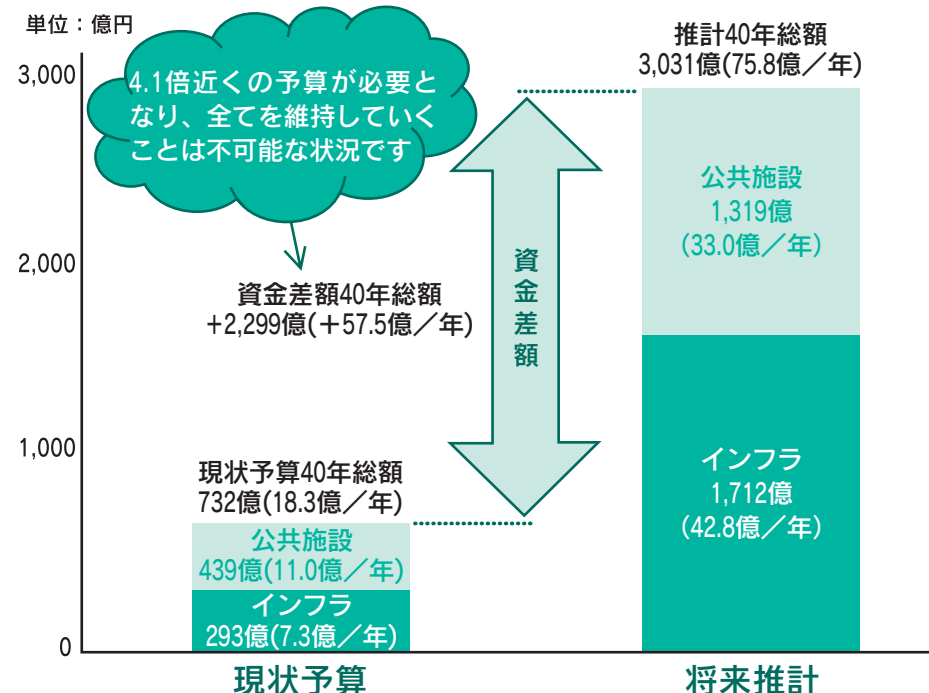 単位：億円
3,000
2,000
1,000
0
4.1倍近くの予算が必要と
なり、全てを維持していく
ことは不可能な状況です
資金差額40年総額
+2,299億(＋57.5億／年)
現状予算40年総額
732億(18.3億／年)
公共施設
439億(11.0億／年)
インフラ
293億(7.3億／年)
現状予算
資金差額
推計40年総額
3,031億(75.8億／年)
公共施設
1,319億
（33.0億／年）
インフラ
1,712億
（42.8億／年）
将来推計